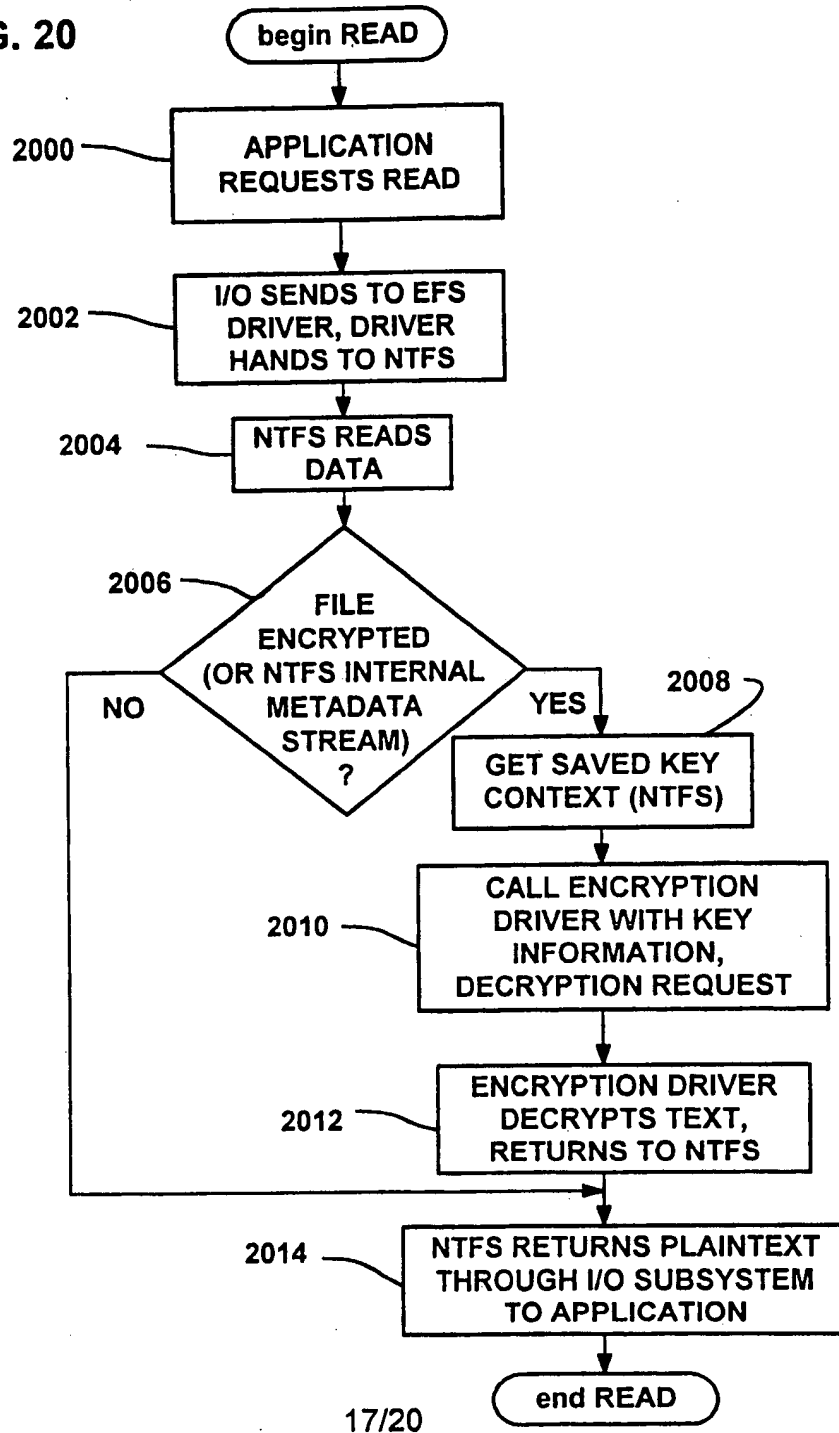 G. 20
begin READ
2000
APPLICATION
REQUESTS READ
2002
I/O SENDS TO EFS
DRIVER, DRIVER
HANDS TO NTFS
2004
NTFS READS
DATA
2006
FILE
ENCRYPTED
(OR NTFS INTERNAL
METADATA
STREAM)
?
NO
YES
2008
GET SAVED KEY
CONTEXT (NTFS)
2010
CALL ENCRYPTION
DRIVER WITH KEY
INFORMATION,
DECRYPTION REQUEST
2012
ENCRYPTION DRIVER
DECRYPTS TEXT,
RETURNS TO NTFS
2014
NTFS RETURNS PLAINTEXT
THROUGH I/O SUBSYSTEM
TO APPLICATION
end READ
17/20